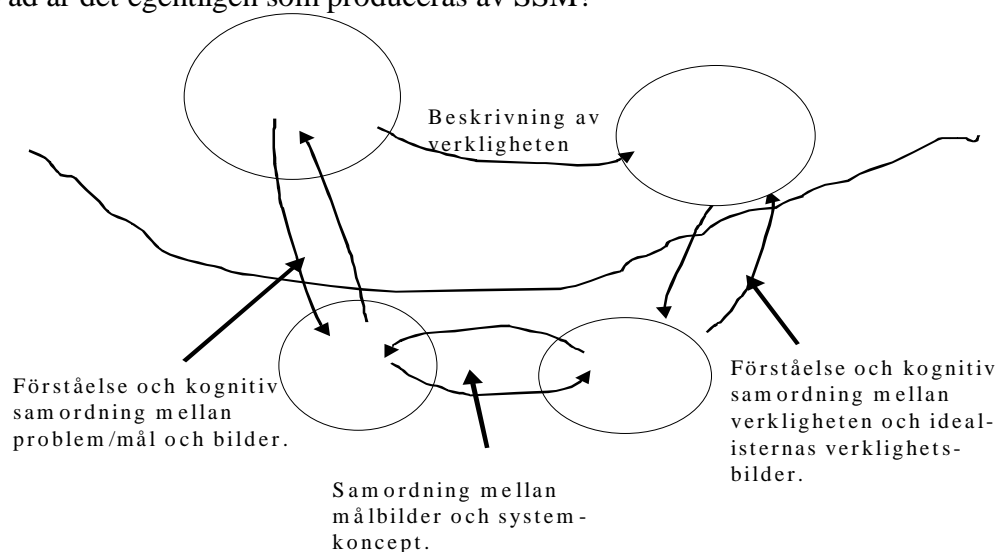 ad är det egentligen som produceras av SSM?
Beskrivning av
verkligheten
Förståelse och kognitiv
samordning mellan
problem/mål och bilder.
Samordning mellan
målbilder och system-
koncept.
Förståelse och kognitiv
samordning mellan
verkligheten och ideal-
isternas verklighets-
bilder.